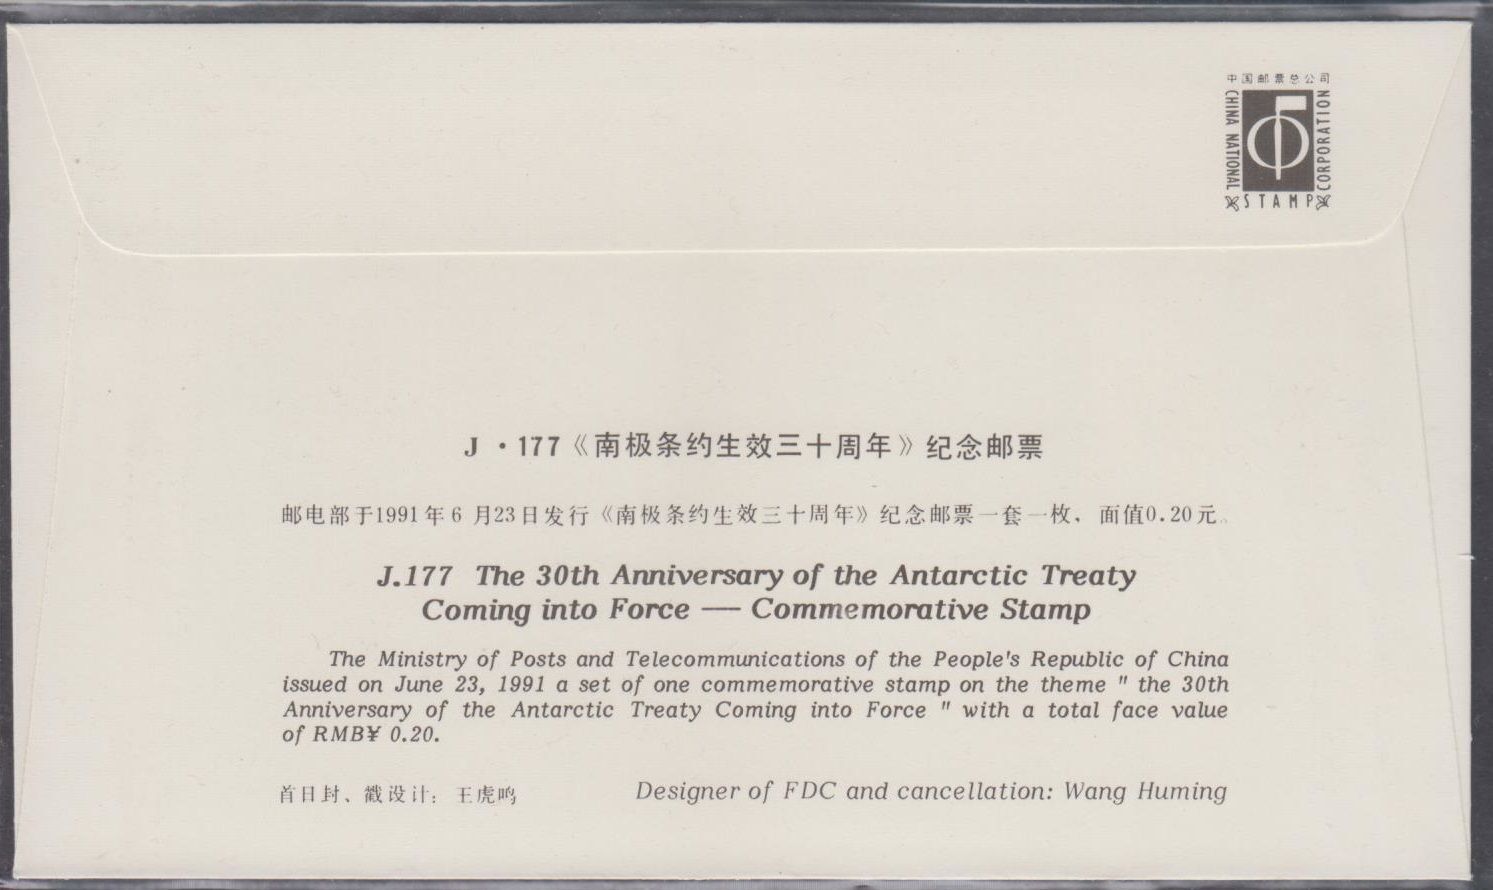 中国邮票总公司
CHINA NATIONAL
STAMP
CORPORATION
J·177《南极条约生效三十周年》纪念邮票
邮电部于1991年6月23日发行《南极条约生效三十周年》纪念邮票一套一枚，面值0.20元。
J.177 The 30th Anniversary of the Antarctic Treaty
Coming into Force — Commemorative Stamp
The Ministry of Posts and Telecommunications of the People's Republic of China
issued on June 23, 1991 a set of one commemorative stamp on the theme " the 30th
Anniversary of the Antarctic Treaty Coming into Force " with a total face value
of RMB¥ 0.20.
首日封、戳设计：王虎鸣 Designer of FDC and cancellation: Wang Huming